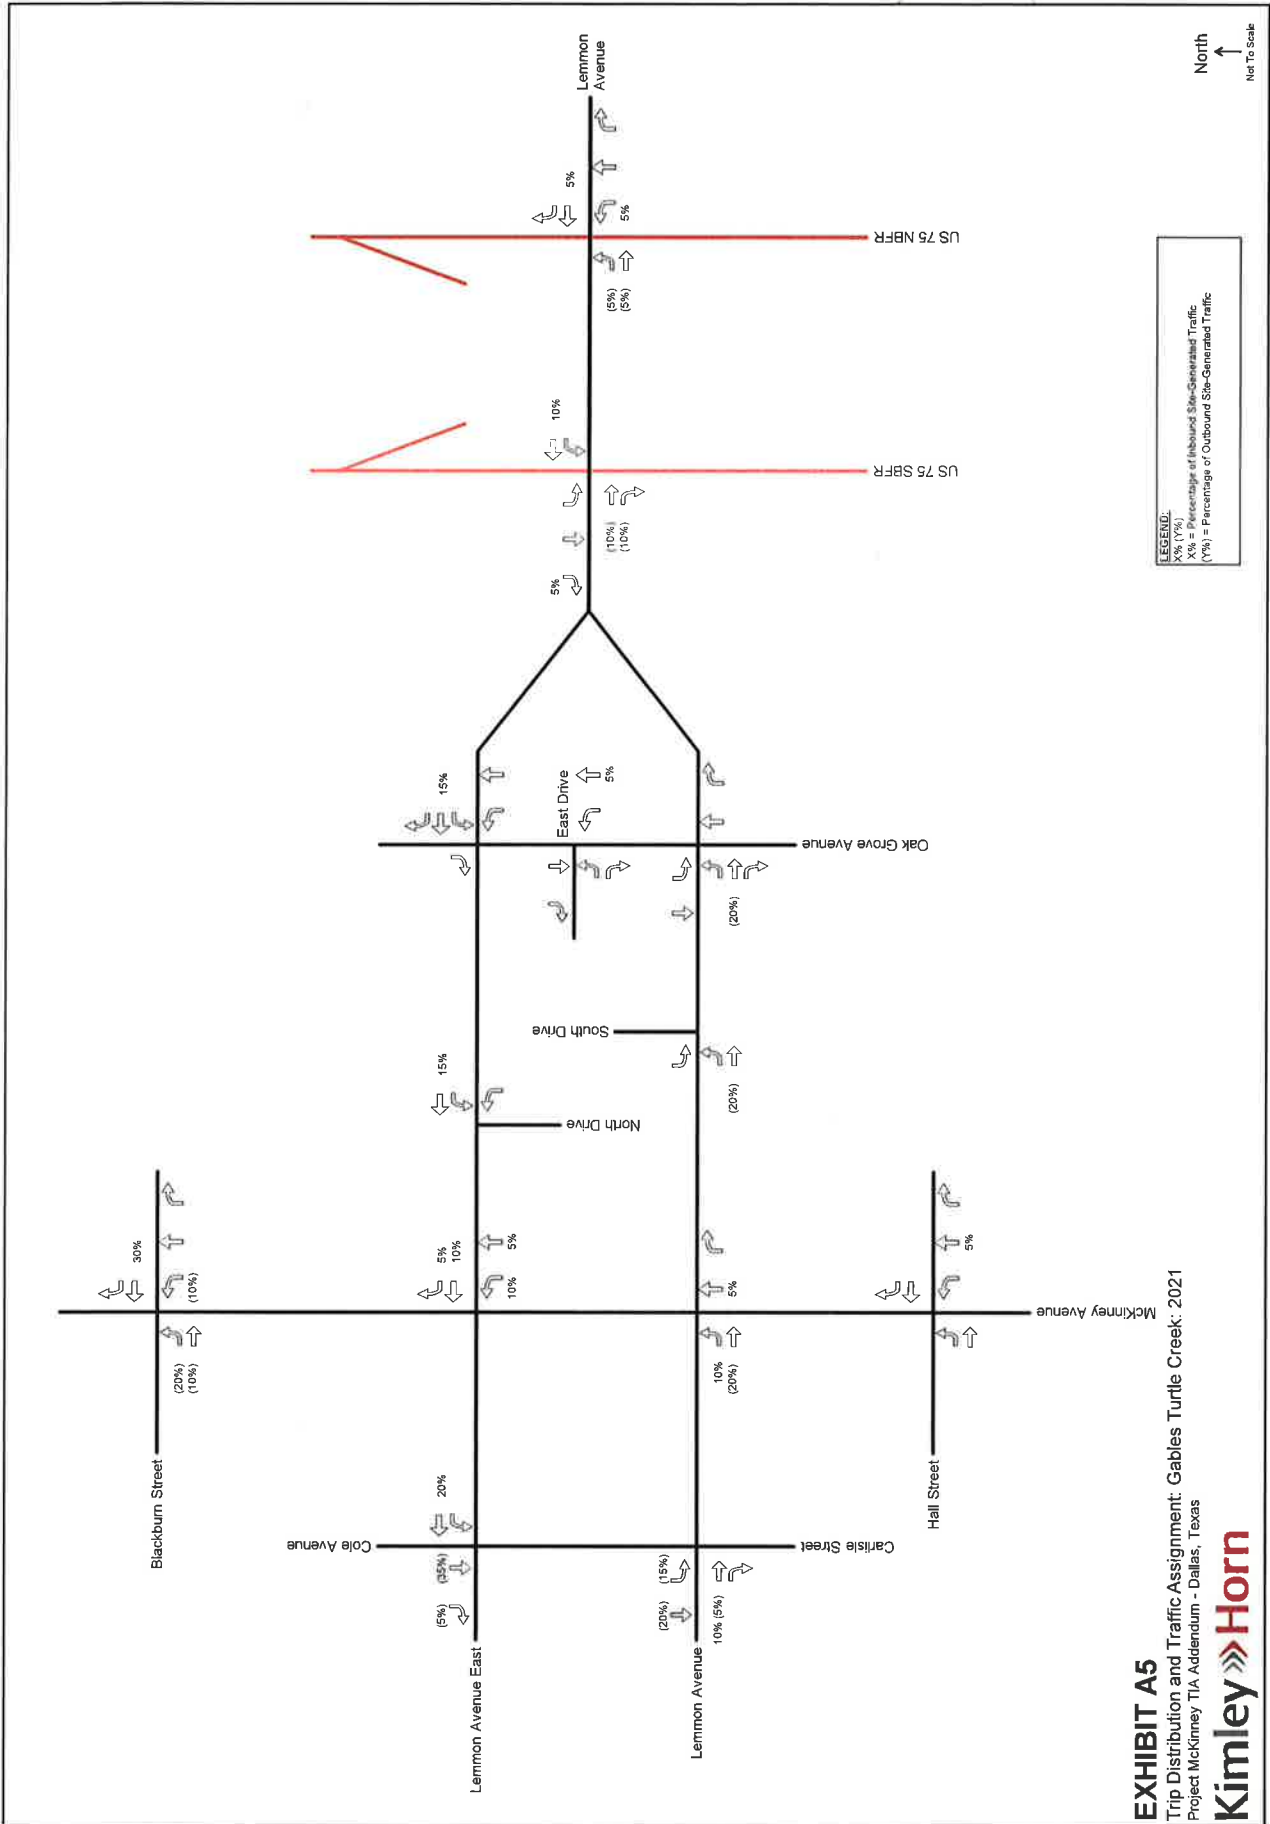 Blackburn Street
(20%)
(10%)
(10%)
30%
Cole Avenue
Lemmon Avenue East
(5%)
(35%)
20%
5%
10%
10%
5%
15%
North Drive
15%
East Drive
5%
Lemmon Avenue
(20%)
(15%)
10% (5%)
Carlisle Street
10%
(20%)
5%
South Drive
(20%)
(20%)
Oak Grove Avenue
5%
10%
(10%)
(10%)
US 75 SBFR
5%
(5%)
(5%)
5%
US 75 NBFR
Lemmon
Avenue
Hall Street
5%
McKinney Avenue
LEGEND:
X% (Y%)
X% = Percentage of Inbound Site-Generated Traffic
(Y%) = Percentage of Outbound Site-Generated Traffic
North
Not To Scale
EXHIBIT A5
Trip Distribution and Traffic Assignment: Gables Turtle Creek: 2021
Project McKinney TIA Addendum - Dallas, Texas
Kimley»Horn